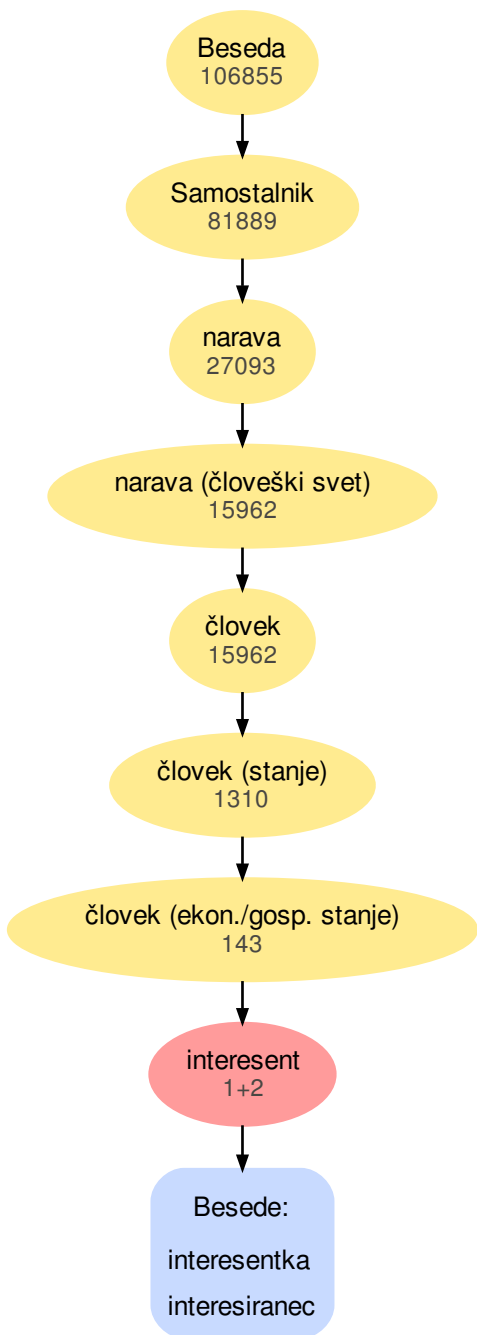 Beseda
106855
Samostalnik
81889
narava
27093
narava (človeški svet)
15962
človek
15962
človek (stanje)
1310
človek (ekon./gosp. stanje)
143
interesent
1+2
Besede:
interesentka
interesiranec